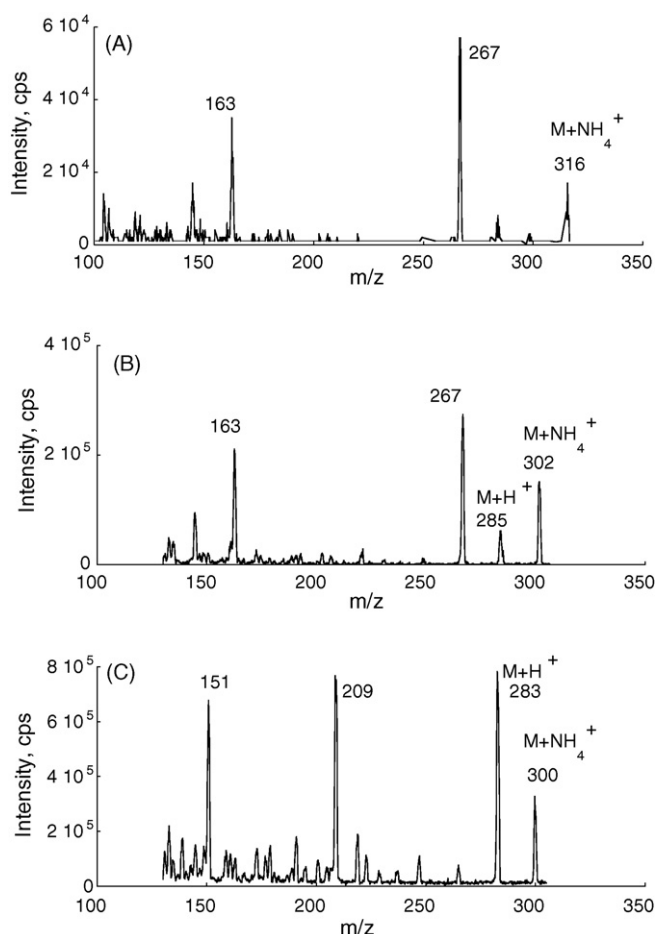 (A)
Intensity, cps
6 10^4
4 10^4
2 10^4
0
163
267
M+NH4^+
316
100 150 200 250 300 350
m/z
(B)
Intensity, cps
4 10^5
2 10^5
0
163
267
M+H^+
285
M+NH4^+
302
100 150 200 250 300 350
m/z
(C)
Intensity, cps
8 10^5
6 10^5
4 10^5
2 10^5
0
151
209
M+H^+
283
M+NH4^+
300
100 150 200 250 300 350
m/z